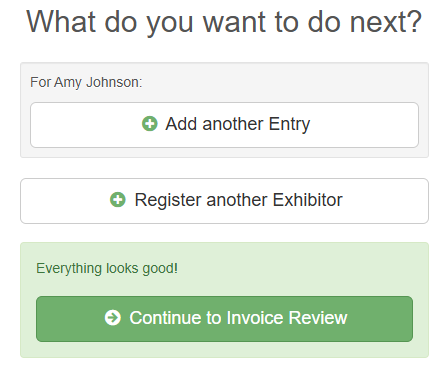 What do you want to do next?
For Amy Johnson:
Add another Entry
Register another Exhibitor
Everything looks good!
Continue to Invoice Review